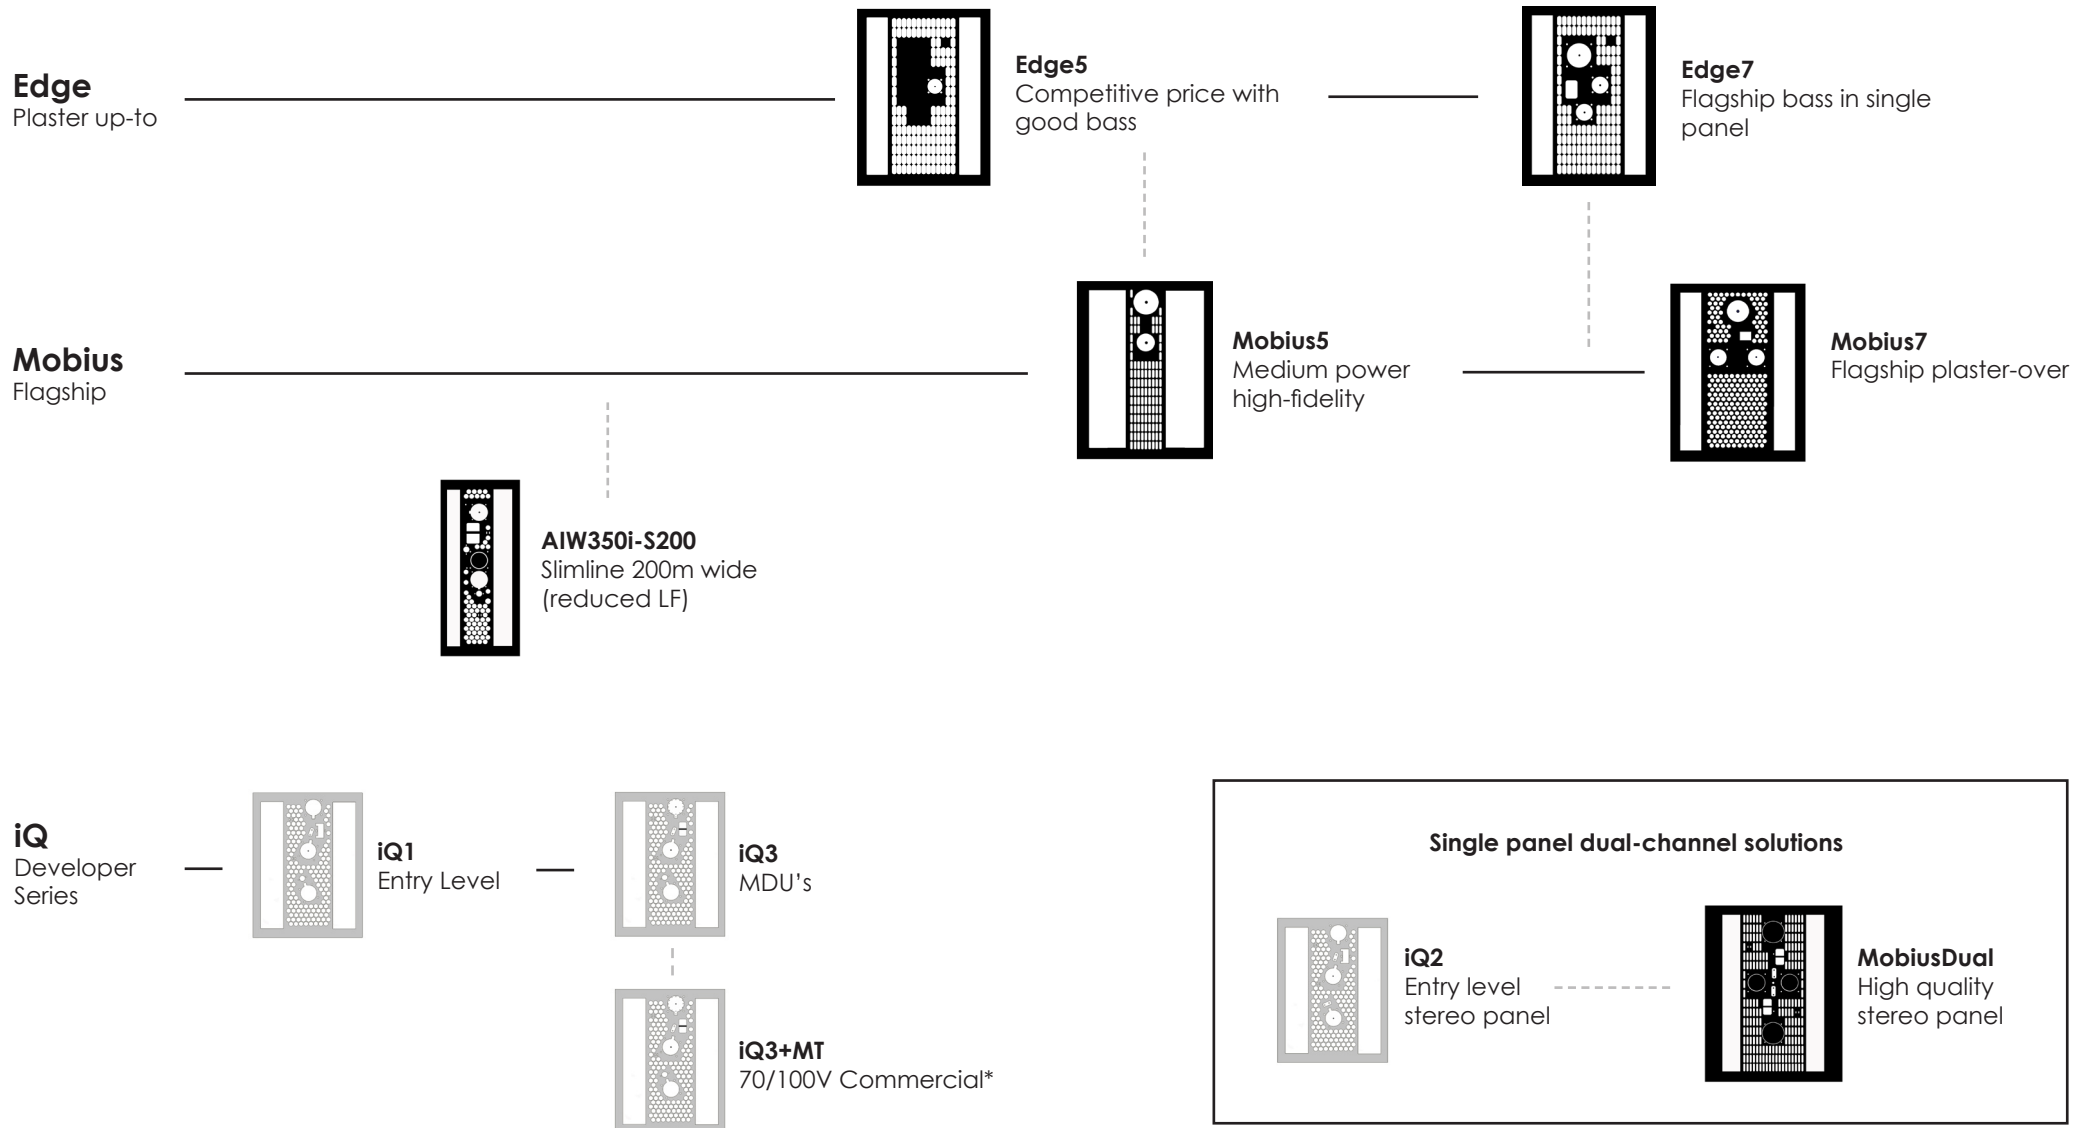 Edge
Plaster up-to
Edge5
Competitive price with
good bass
Edge7
Flagship bass in single
panel
Mobius
Flagship
Mobius5
Medium power
high-fidelity
Mobius7
Flagship plaster-over
AIW350i-S200
Slimline 200m wide
(reduced LF)
iQ
Developer
Series
iQ1
Entry Level
iQ3
MDU's
iQ3+MT
70/100V Commercial*
Single panel dual-channel solutions
iQ2
Entry level
stereo panel
MobiusDual
High quality
stereo panel